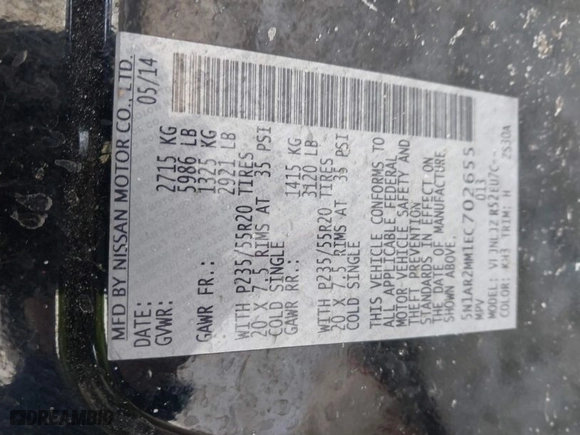 MFD BY NISSAN MOTOR CO., LTD.
DATE: 05/14
GVWR: 2715 KG
5986 LB
GAWR FR.: 1325 KG
2921 LB
WITH P235/55R20 TIRES
20 X 7.5 RIMS AT 35 PSI
COLD SINGLE
GAWR RR.: 1415 KG
3120 LB
WITH P235/55R20 TIRES
20 X 7.5 RIMS AT 35 PSI
COLD SINGLE
THIS VEHICLE CONFORMS TO
ALL APPLICABLE FEDERAL
MOTOR VEHICLE SAFETY AND
THEFT PREVENTION
STANDARDS IN EFFECT ON
THE DATE OF MANUFACTURE
SHOWN ABOVE.
5N1AR2MM1EC702655
MPV 013
MODEL:
COLOR: KH3 TRIM: H 2530A
DREAMBID